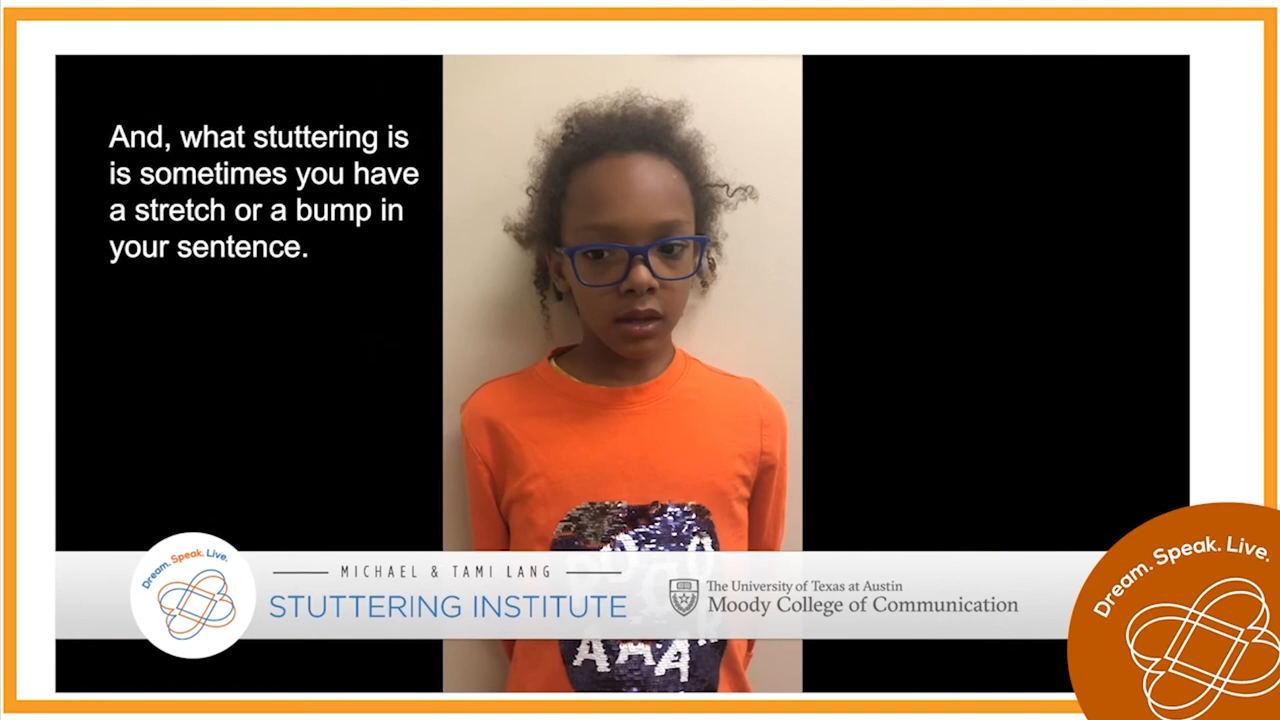 And, what stuttering is
is sometimes you have
a stretch or a bump in
your sentence.
Dream. Speak. Live.
MICHAEL & TAMI LANG
STUTTERING INSTITUTE
The University of Texas at Austin
Moody College of Communication
Dream. Speak. Live.